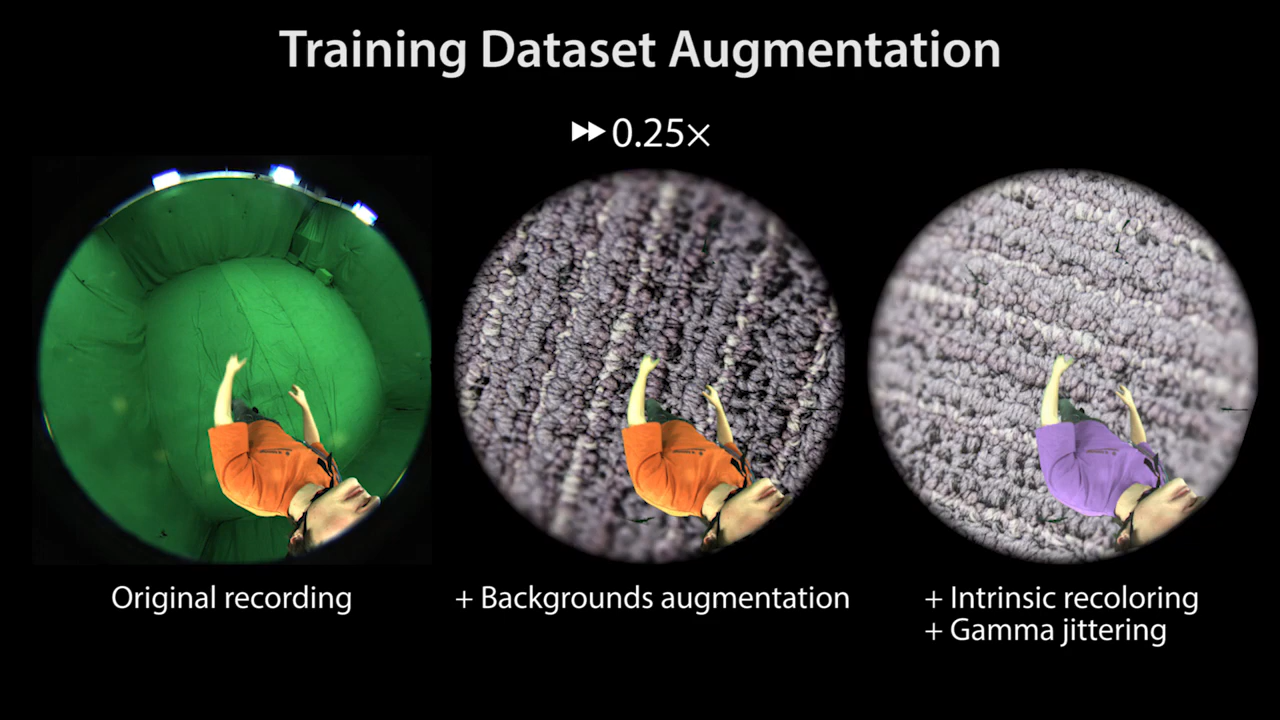 Training Dataset Augmentation
0.25×
Original recording
+ Backgrounds augmentation
+ Intrinsic recoloring
+ Gamma jittering